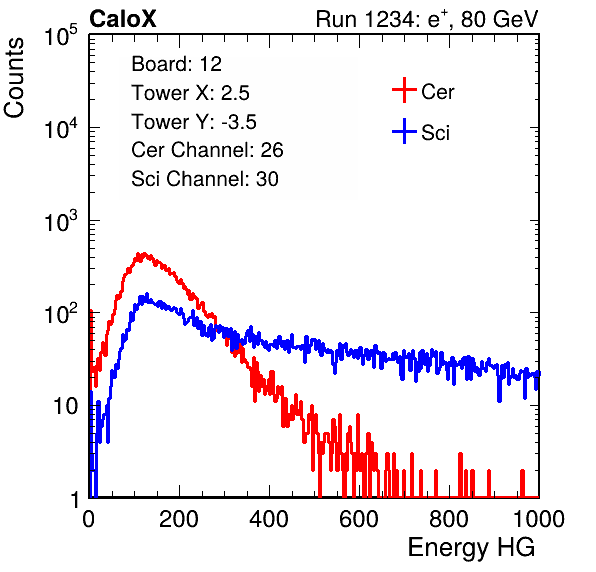 CaloX Run 1234: e⁺, 80 GeV
Counts
Board: 12
Tower X: 2.5
Tower Y: -3.5
Cer Channel: 26
Sci Channel: 30
Cer
Sci
10⁵
10⁴
10³
10²
10
1
0 200 400 600 800 1000
Energy HG